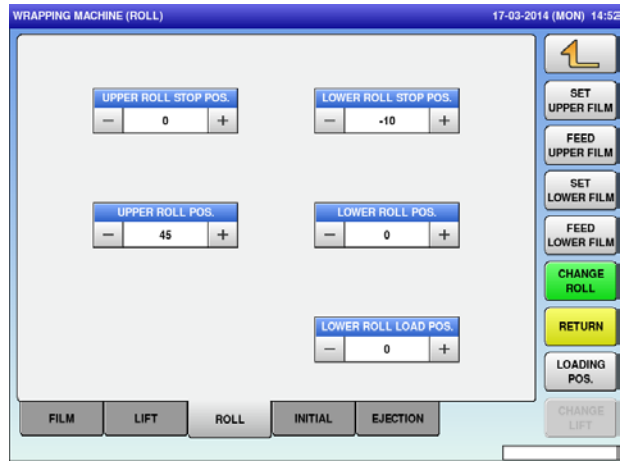 WRAPPING MACHINE (ROLL) 17-03-2014 (MON) 14:52
UPPER ROLL STOP POS.
− 0 +
LOWER ROLL STOP POS.
− -10 +
UPPER ROLL POS.
− 45 +
LOWER ROLL POS.
− 0 +
LOWER ROLL LOAD POS.
− 0 +
SET
UPPER FILM
FEED
UPPER FILM
SET
LOWER FILM
FEED
LOWER FILM
CHANGE
ROLL
RETURN
LOADING
POS.
CHANGE
LIFT
FILM LIFT ROLL INITIAL EJECTION